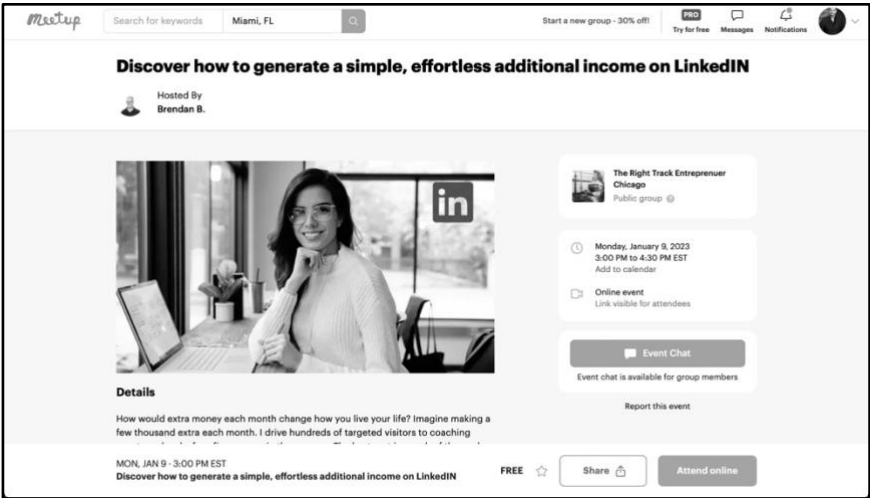 Meetup
Search for keywords
Miami, FL
Start a new group - 30% off!
PRO
Try for free
Messages
Notifications
Discover how to generate a simple, effortless additional income on LinkedIN
Hosted By
Brendan B.
in
The Right Track Entreprenuer
Chicago
Public group
Monday, January 9, 2023
3:00 PM to 4:30 PM EST
Add to calendar
Online event
Link visible for attendees
Event Chat
Event chat is available for group members
Report this event
Details
How would extra money each month change how you live your life? Imagine making a
few thousand extra each month. I drive hundreds of targeted visitors to coaching
MON, JAN 9 · 3:00 PM EST
Discover how to generate a simple, effortless additional income on LinkedIN
FREE
Share
Attend online